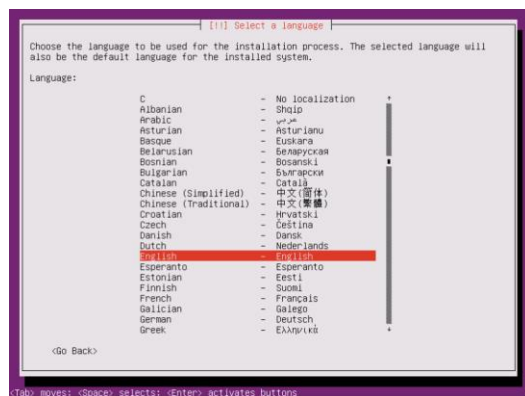 [!!] Select a language
Choose the language to be used for the installation process. The selected language will
also be the default language for the installed system.
Language:
C - No localization
Albanian - Shqip
Arabic - عربي
Asturian - Asturianu
Basque - Euskara
Belarusian - Беларуская
Bosnian - Bosanski
Bulgarian - Български
Catalan - Català
Chinese (Simplified) - 中文(简体)
Chinese (Traditional) - 中文(繁體)
Croatian - Hrvatski
Czech - Čeština
Danish - Dansk
Dutch - Nederlands
English - English
Esperanto - Esperanto
Estonian - Eesti
Finnish - Suomi
French - Français
Galician - Galego
German - Deutsch
Greek - Ελληνικά
<Go Back>
<Tab> moves; <Space> selects; <Enter> activates buttons